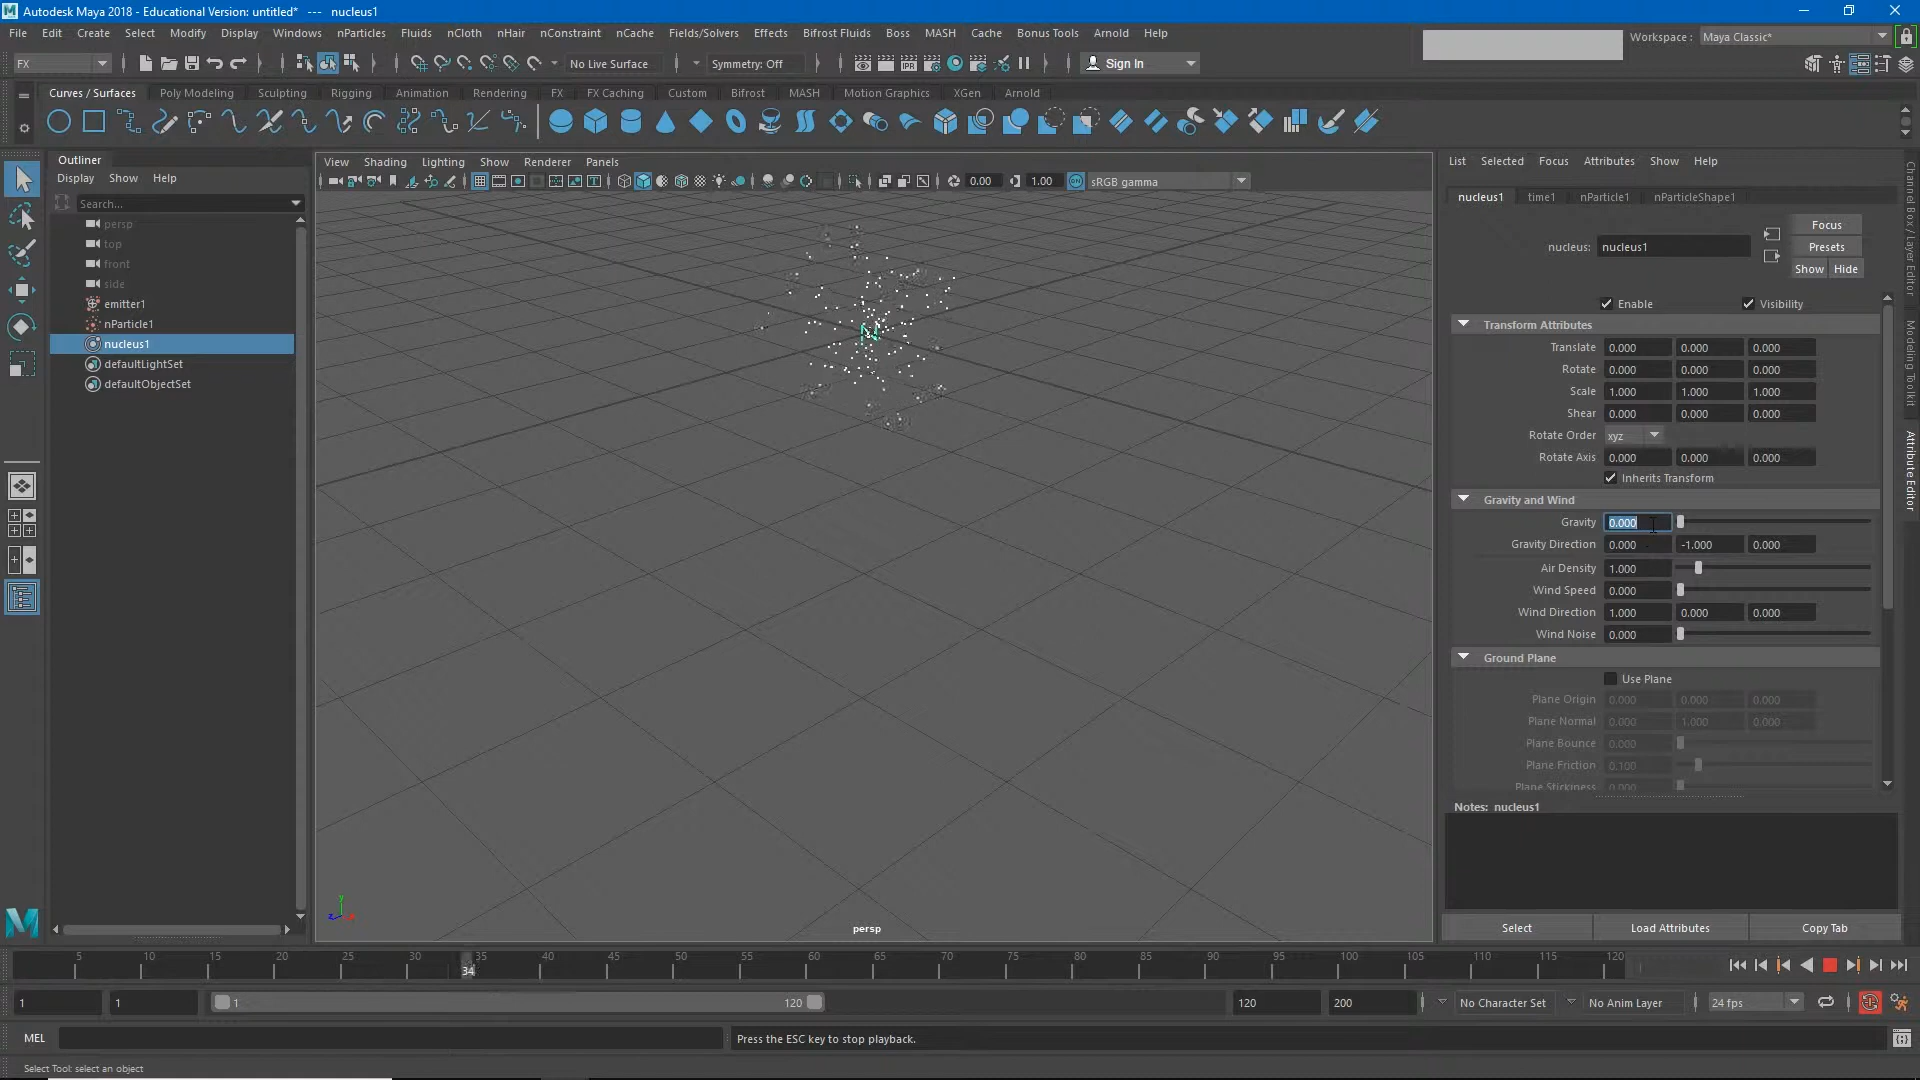 Autodesk Maya 2018 - Educational Version: untitled*   ---   nucleus1
File Edit Create Select Modify Display Windows nParticles Fluids nCloth nHair nConstraint nCache Fields/Solvers Effects Bifrost Fluids Boss MASH Cache Bonus Tools Arnold Help
Workspace : Maya Classic*
FX
No Live Surface
Symmetry: Off
Sign In
Curves / Surfaces Poly Modeling Sculpting Rigging Animation Rendering FX FX Caching Custom Bifrost MASH Motion Graphics XGen Arnold
Outliner
Display Show Help
Search...
persp
top
front
side
emitter1
nParticle1
nucleus1
defaultLightSet
defaultObjectSet
View Shading Lighting Show Renderer Panels
0.00 1.00 ON sRGB gamma
persp
List Selected Focus Attributes Show Help
nucleus1 time1 nParticle1 nParticleShape1
nucleus: nucleus1
Focus
Presets
Show Hide
Enable Visibility
Transform Attributes
Translate 0.000 0.000 0.000
Rotate 0.000 0.000 0.000
Scale 1.000 1.000 1.000
Shear 0.000 0.000 0.000
Rotate Order xyz
Rotate Axis 0.000 0.000 0.000
Inherits Transform
Gravity and Wind
Gravity 0.000
Gravity Direction 0.000 -1.000 0.000
Air Density 1.000
Wind Speed 0.000
Wind Direction 1.000 0.000 0.000
Wind Noise 0.000
Ground Plane
Use Plane
Plane Origin 0.000 0.000 0.000
Plane Normal 0.000 1.000 0.000
Plane Bounce 0.000
Plane Friction 0.100
Plane Stickiness 0.000
Notes: nucleus1
Select Load Attributes Copy Tab
Channel Box / Layer Editor
Modeling Toolkit
Attribute Editor
5 10 15 20 25 30 35 40 45 50 55 60 65 70 75 80 85 90 95 100 105 110 115 120
34
1 1 1 120 120 200 No Character Set No Anim Layer 24 fps
MEL
Press the ESC key to stop playback.
Select Tool: select an object